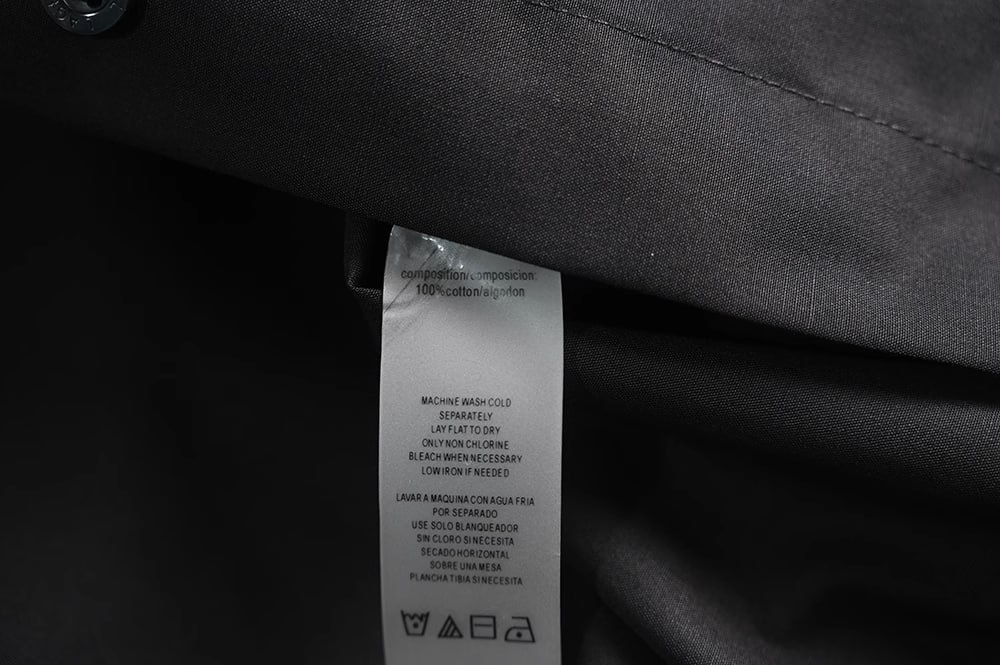 composition/composicion:
100%cotton/algodon
MACHINE WASH COLD
SEPARATELY
LAY FLAT TO DRY
ONLY NON CHLORINE
BLEACH WHEN NECESSARY
LOW IRON IF NEEDED
LAVAR A MAQUINA CON AGUA FRIA
POR SEPARADO
USE SOLO BLANQUEADOR
SIN CLORO SI NECESITA
SECADO HORIZONTAL
SOBRE UNA MESA
PLANCHA TIBIA SI NECESITA